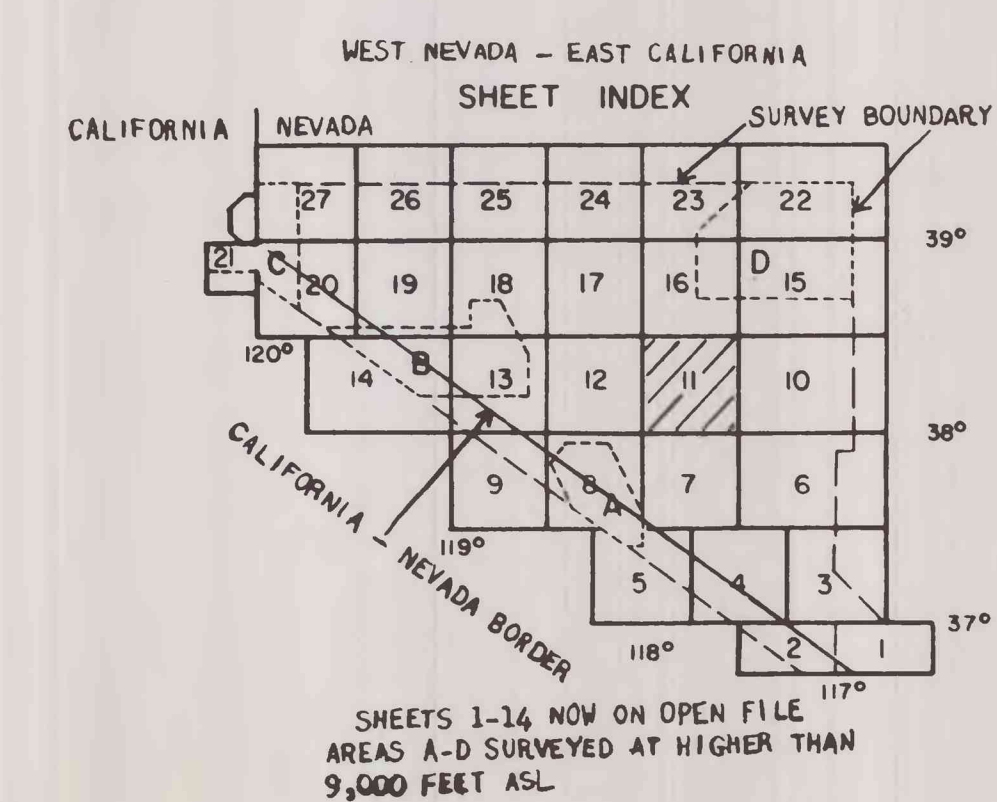 WEST NEVADA – EAST CALIFORNIA
SHEET INDEX
CALIFORNIA NEVADA
SURVEY BOUNDARY
27 26 25 24 23 22
39°
21 C 20 19 18 17 16 D 15
120°
14 B 13 12 11 10
38°
9 8 A 7 6
119°
5 4 3
37°
118°
2 1
117°
CALIFORNIA – NEVADA BORDER
SHEETS 1-14 NOW ON OPEN FILE
AREAS A-D SURVEYED AT HIGHER THAN
9,000 FEET ASL